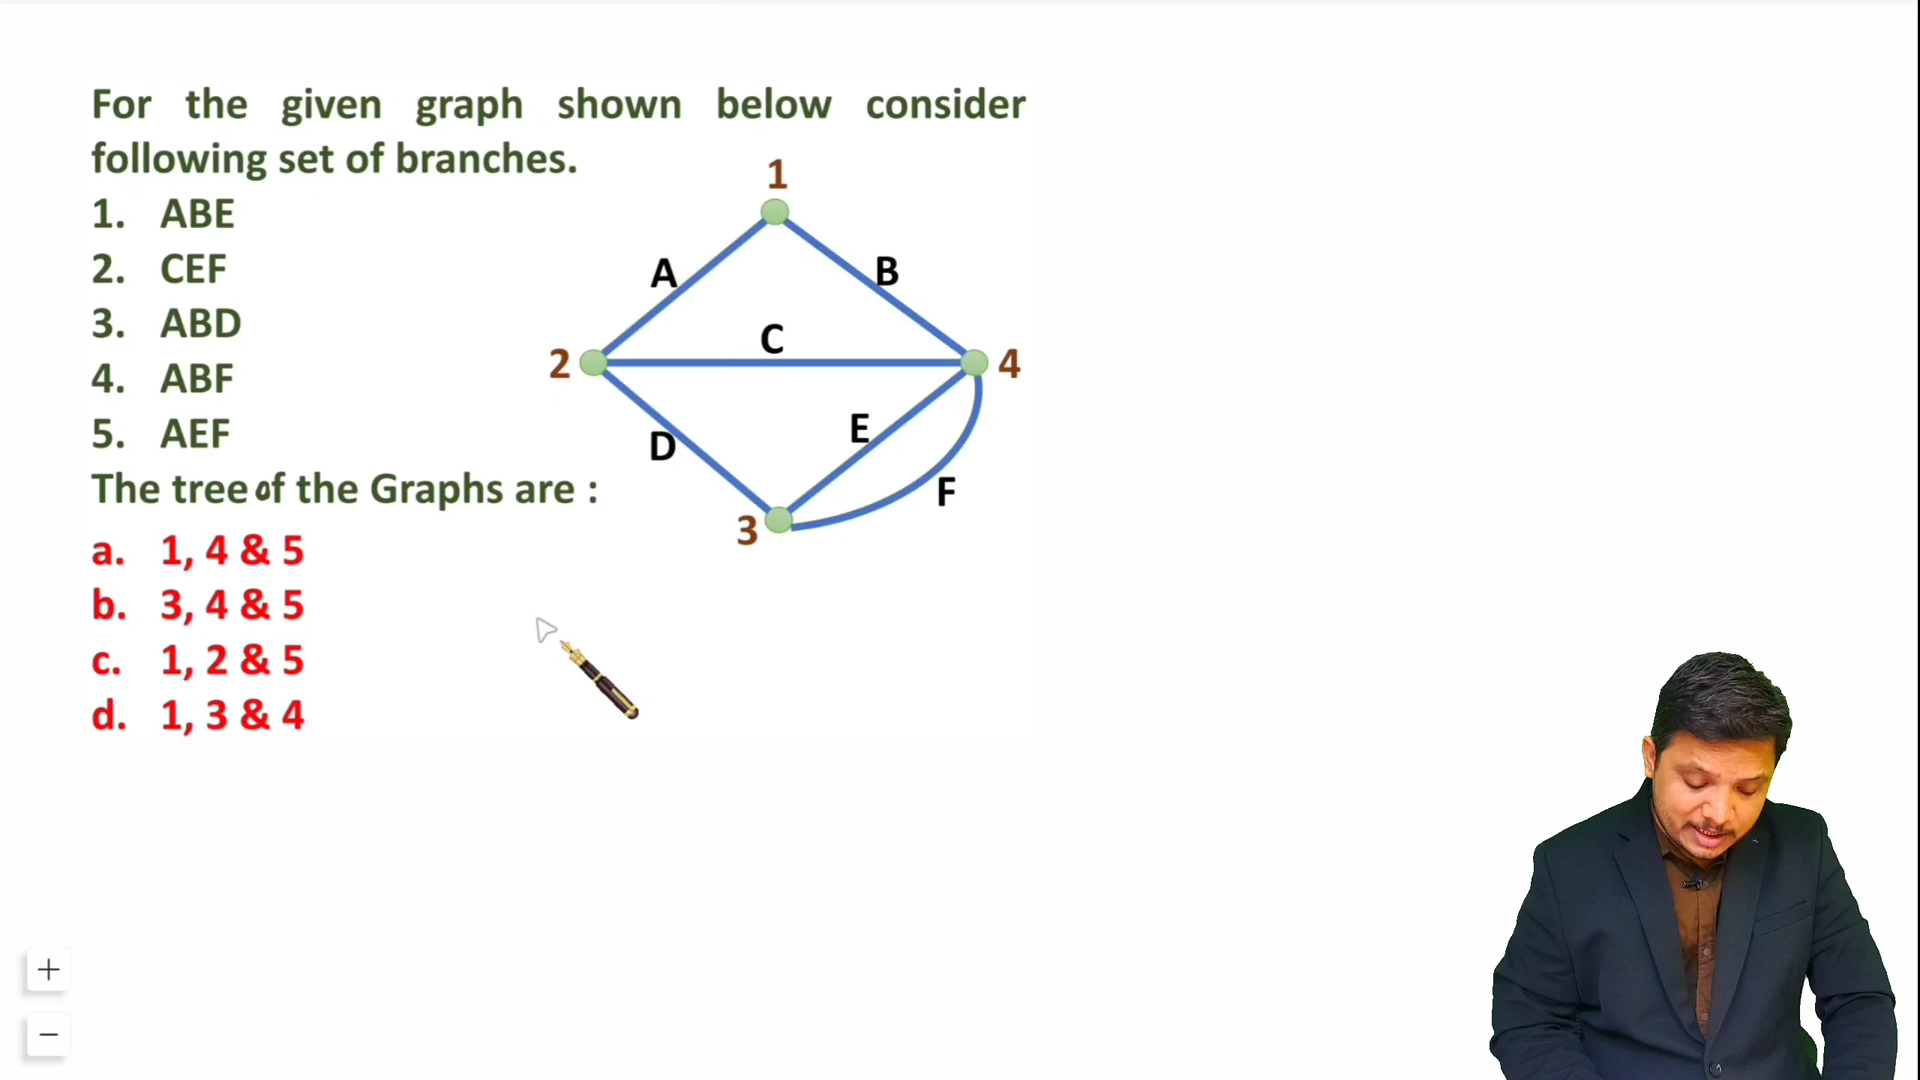 For the given graph shown below consider
following set of branches.
1. ABE
2. CEF
3. ABD
4. ABF
5. AEF
The tree of the Graphs are :
a. 1, 4 & 5
b. 3, 4 & 5
c. 1, 2 & 5
d. 1, 3 & 4
1
A
B
C
2
4
D
E
F
3
+
−